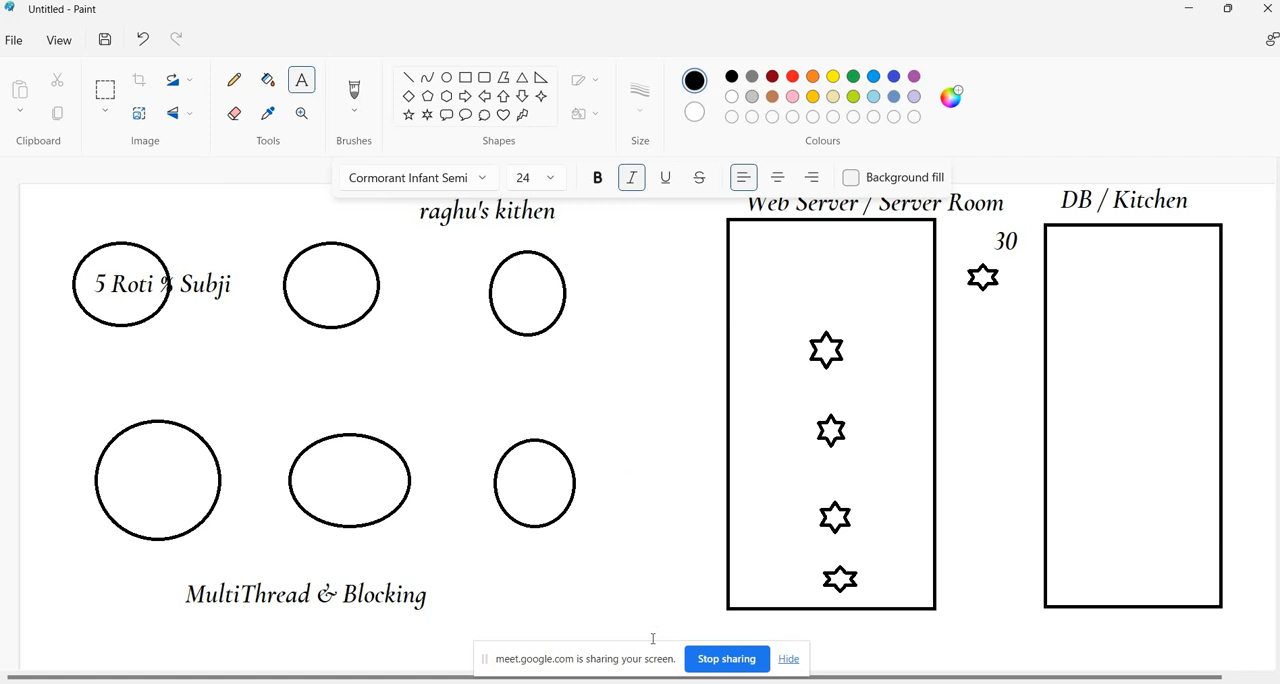 Untitled - Paint
File View
Clipboard
Image
A
Tools
Brushes
Shapes
Size
Colours
Cormorant Infant Semi 24 B I U S Background fill
raghu's kithen
Web Server / Server Room
DB / Kitchen
30
5 Roti % Subji
MultiThread & Blocking
meet.google.com is sharing your screen. Stop sharing Hide